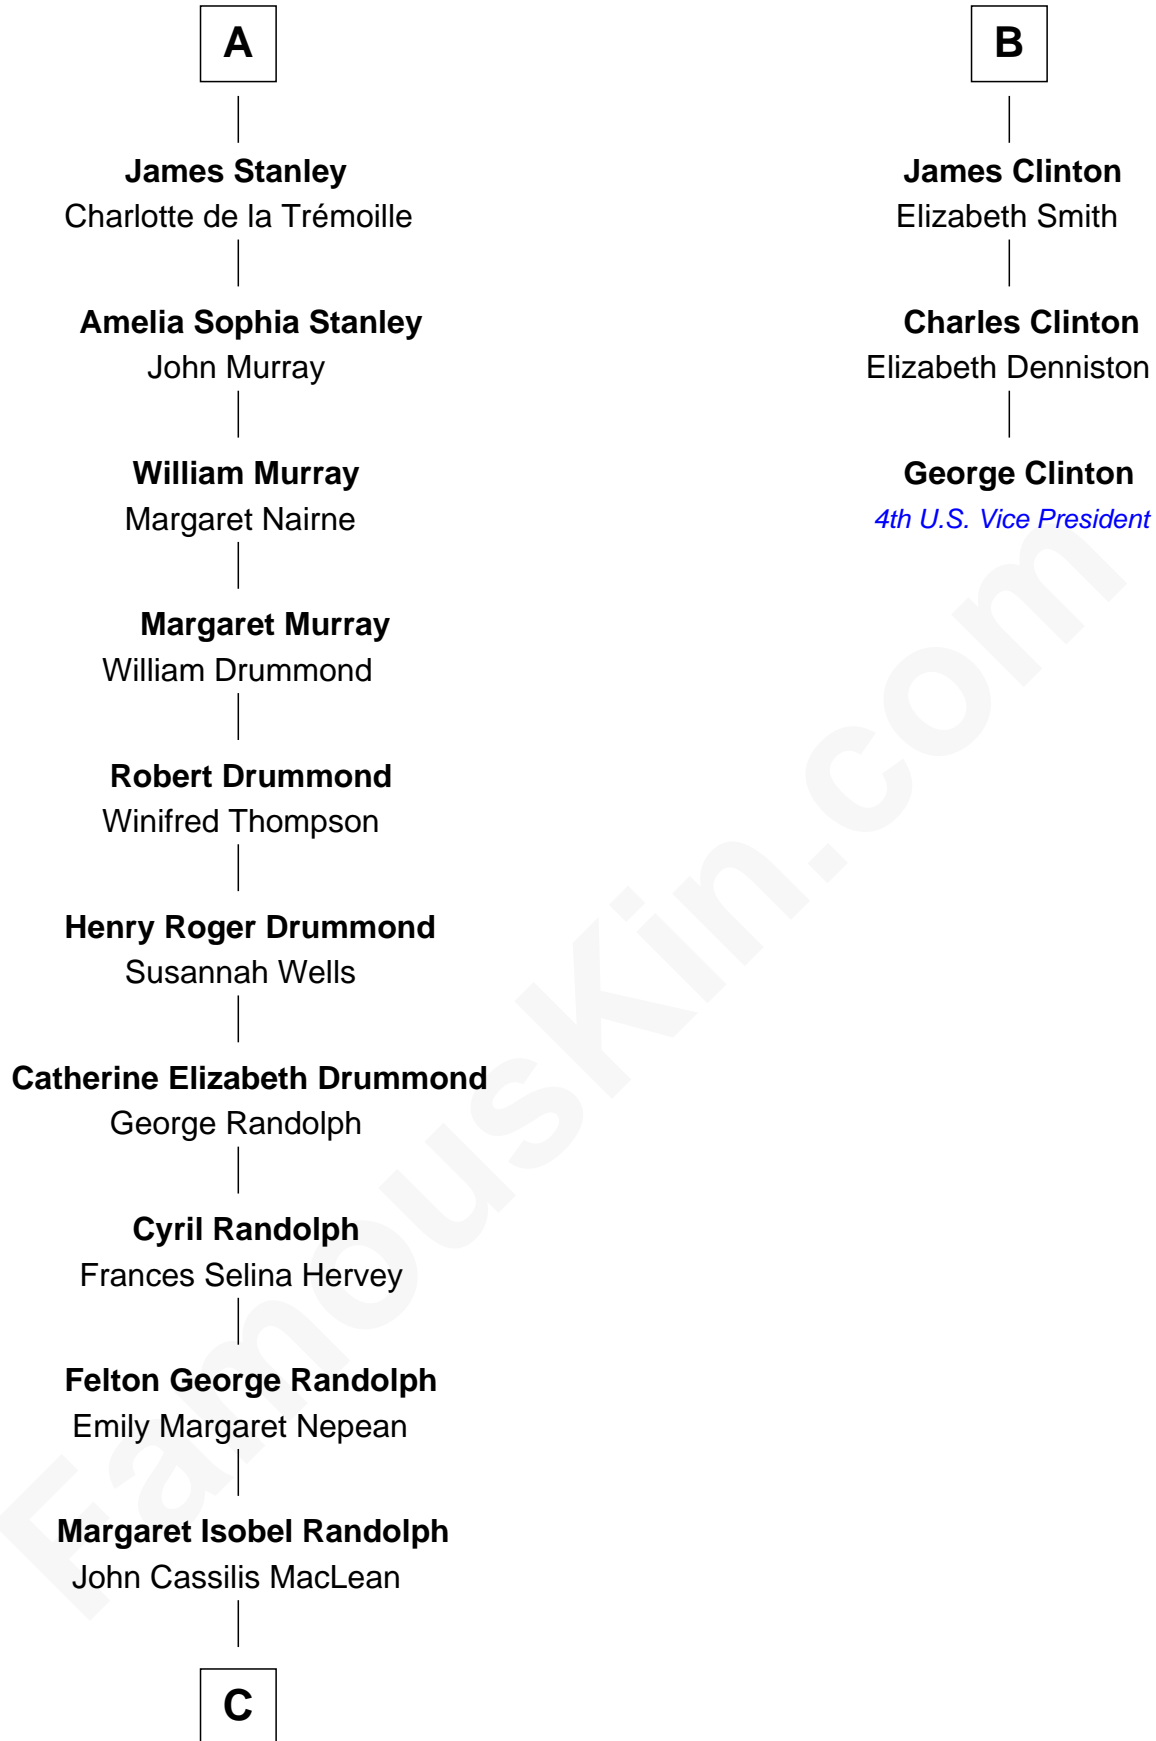 A
James Stanley
Charlotte de la Trémoille
Amelia Sophia Stanley
John Murray
William Murray
Margaret Nairne
Margaret Murray
William Drummond
Robert Drummond
Winifred Thompson
Henry Roger Drummond
Susannah Wells
Catherine Elizabeth Drummond
George Randolph
Cyril Randolph
Frances Selina Hervey
Felton George Randolph
Emily Margaret Nepean
Margaret Isobel Randolph
John Cassilis MacLean
C
B
James Clinton
Elizabeth Smith
Charles Clinton
Elizabeth Denniston
George Clinton
4th U.S. Vice President
FamousKin.com